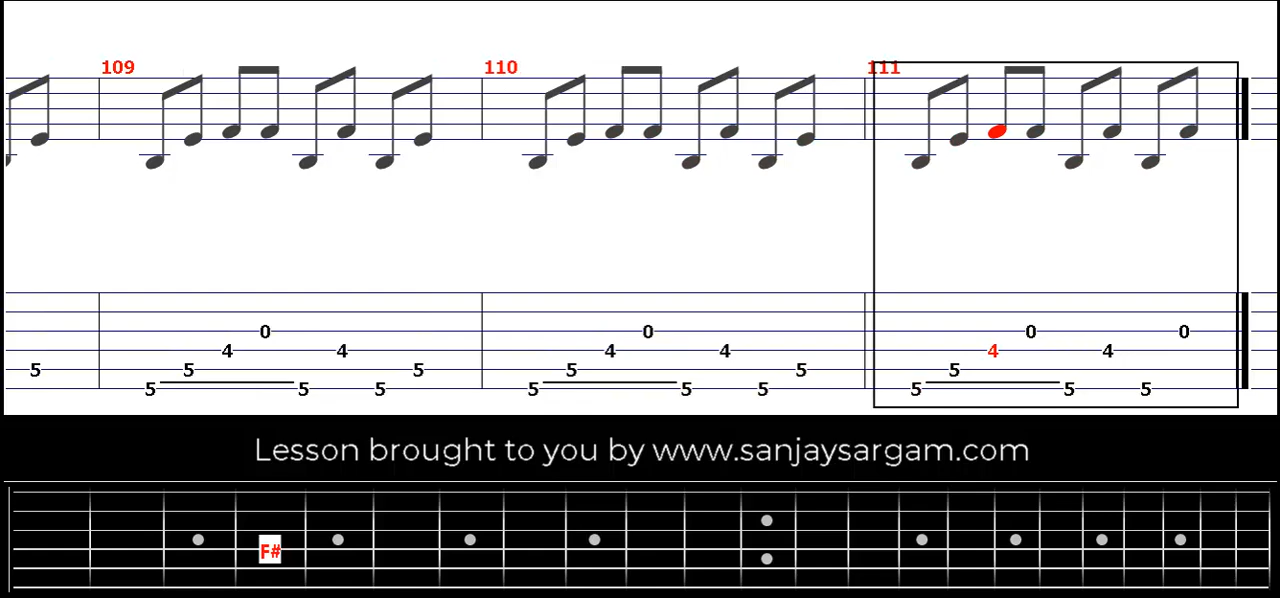 109 110 111
0 0 0 0
4 4 4 4 4 4
5 5 5 5 5 5
5 5 5 5 5 5 5 5 5
Lesson brought to you by www.sanjaysargam.com
F#